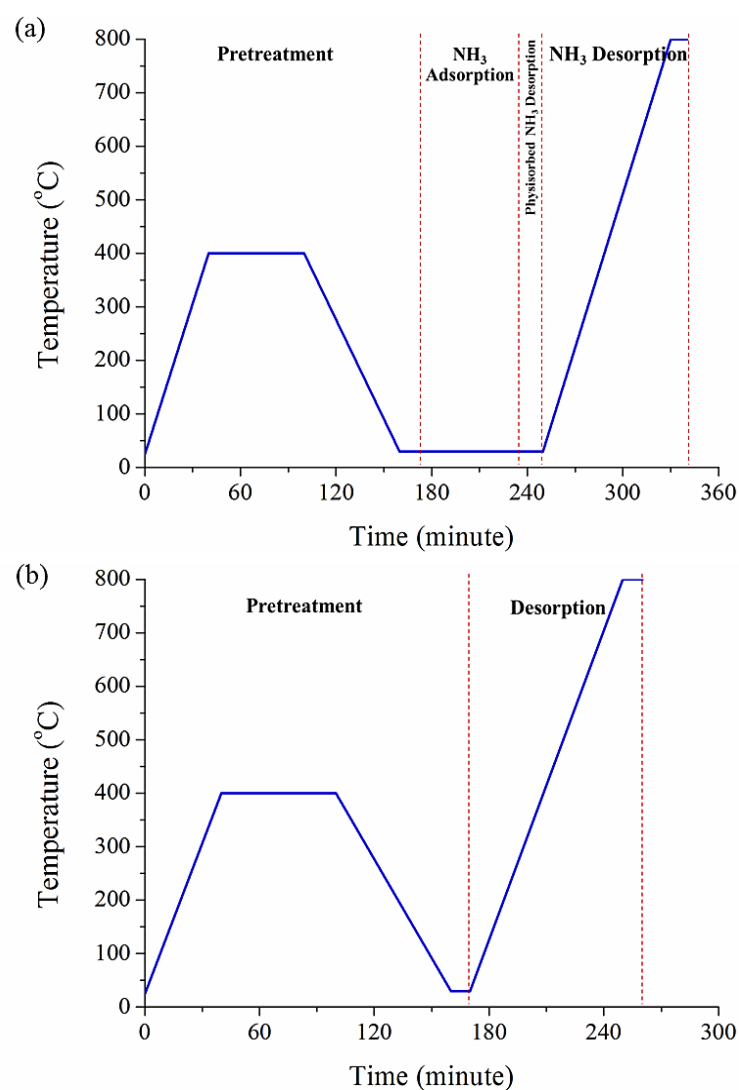 (a)
800
700
600
500
400
300
200
100
0
Temperature (°C)
Pretreatment
NH₃
Adsorption
Physisorbed NH₃ Desorption
NH₃ Desorption
0 60 120 180 240 300 360
Time (minute)
(b)
800
700
600
500
400
300
200
100
0
Temperature (°C)
Pretreatment
Desorption
0 60 120 180 240 300
Time (minute)